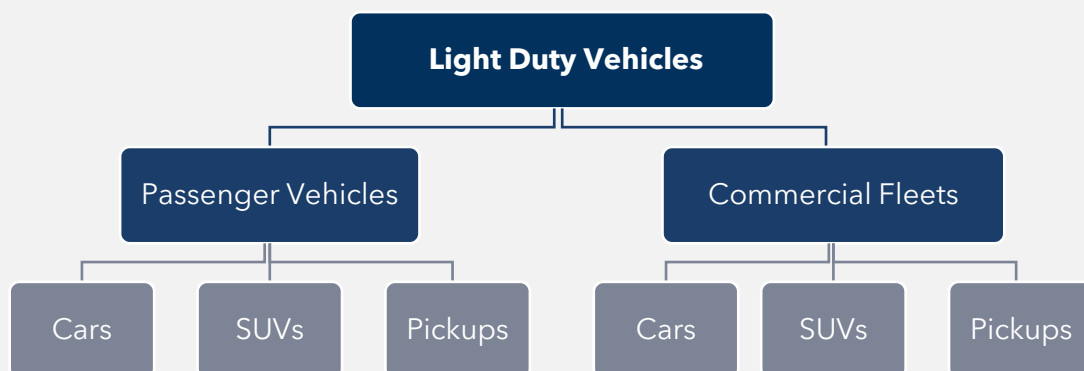 Light Duty Vehicles
Passenger Vehicles
Commercial Fleets
Cars
SUVs
Pickups
Cars
SUVs
Pickups